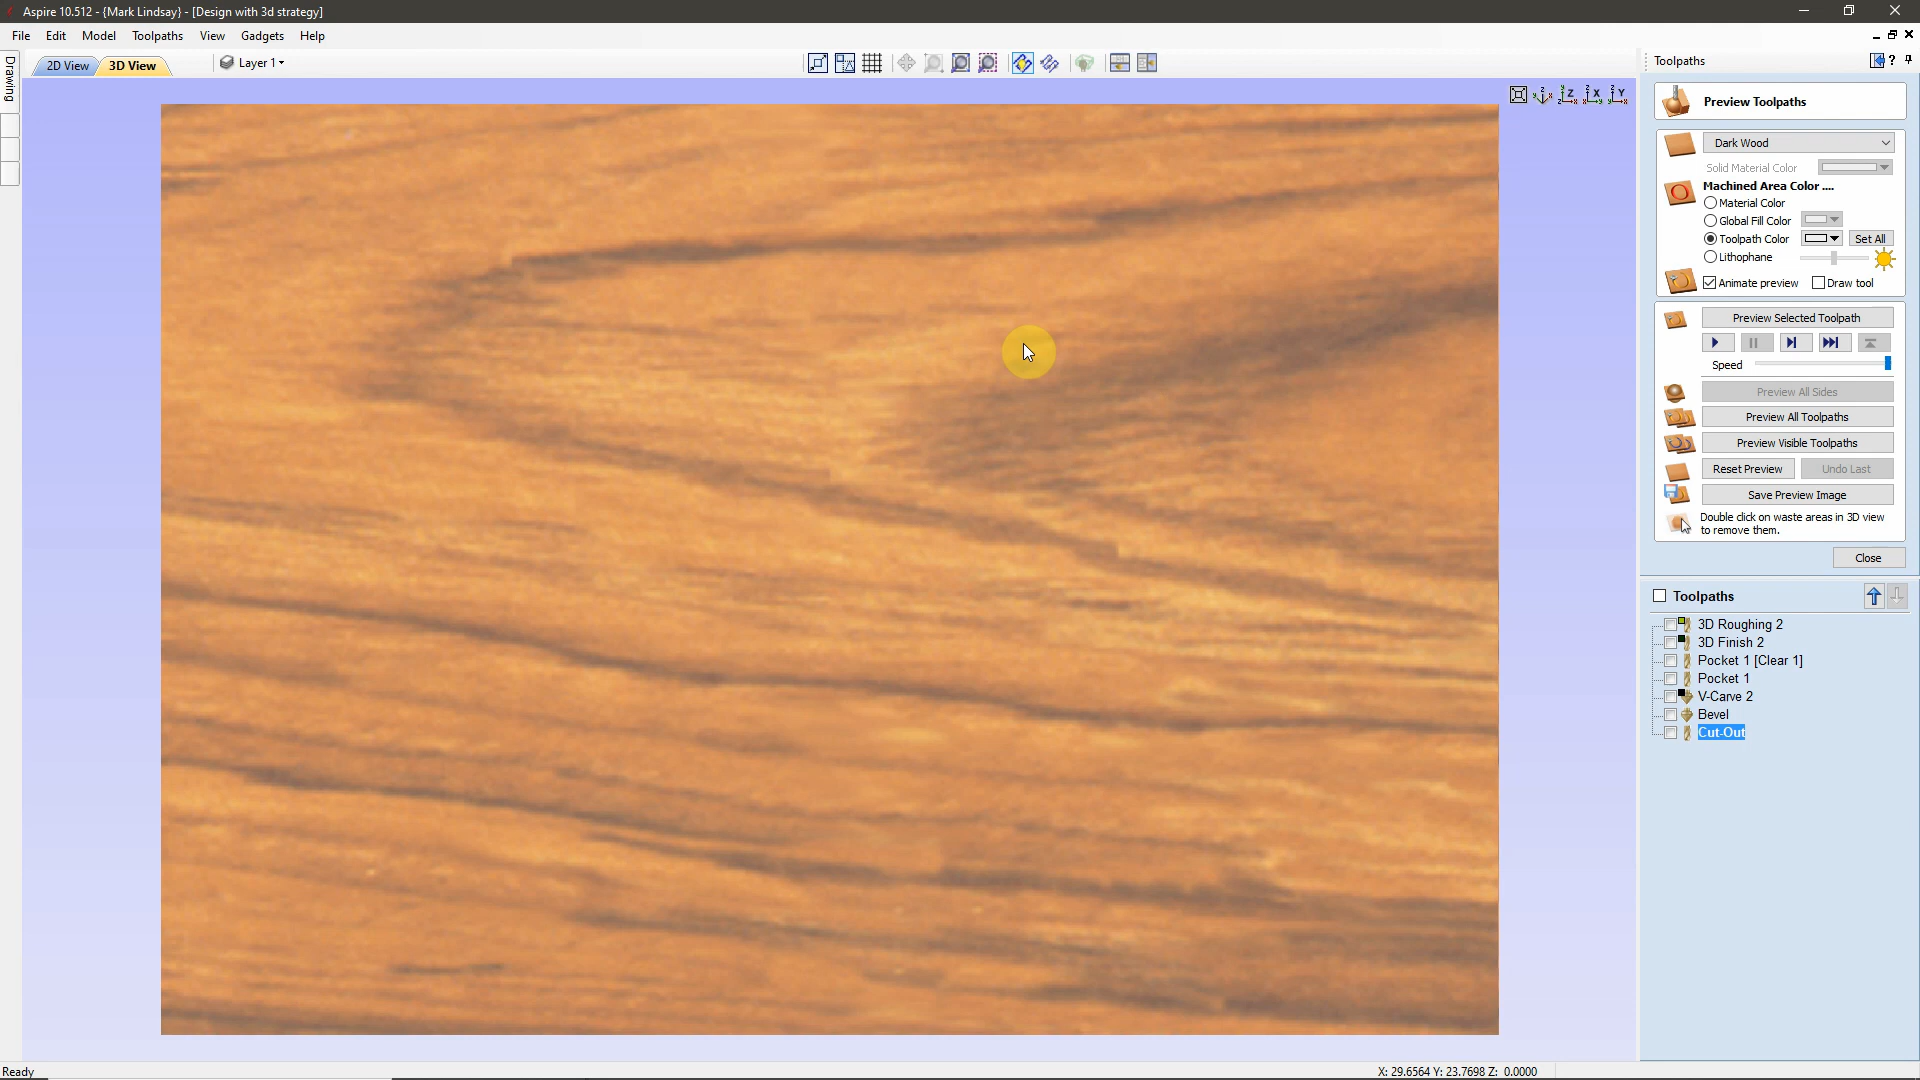 Aspire 10.512 - {Mark Lindsay} - [Design with 3d strategy]
File Edit Model Toolpaths View Gadgets Help
Drawing
2D View 3D View Layer 1
Toolpaths
Z X Y
Preview Toolpaths
Dark Wood
Solid Material Color
Machined Area Color ....
Material Color
Global Fill Color
Toolpath Color Set All
Lithophane
Animate preview Draw tool
Preview Selected Toolpath
Speed
Preview All Sides
Preview All Toolpaths
Preview Visible Toolpaths
Reset Preview Undo Last
Save Preview Image
Double click on waste areas in 3D view
to remove them.
Close
Toolpaths
3D Roughing 2
3D Finish 2
Pocket 1 [Clear 1]
Pocket 1
V-Carve 2
Bevel
Cut-Out
Ready
X: 29.6564 Y: 23.7698 Z: 0.0000